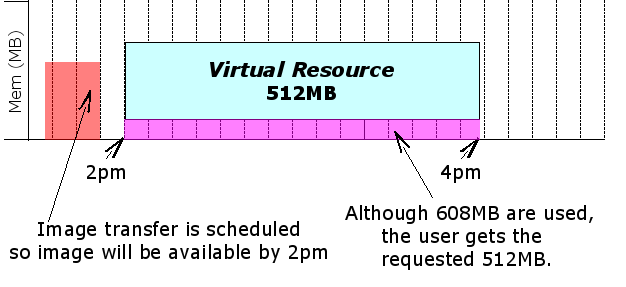 Mem (MB)
Virtual Resource
512MB
2pm
4pm
Image transfer is scheduled
so image will be available by 2pm
Although 608MB are used,
the user gets the
requested 512MB.